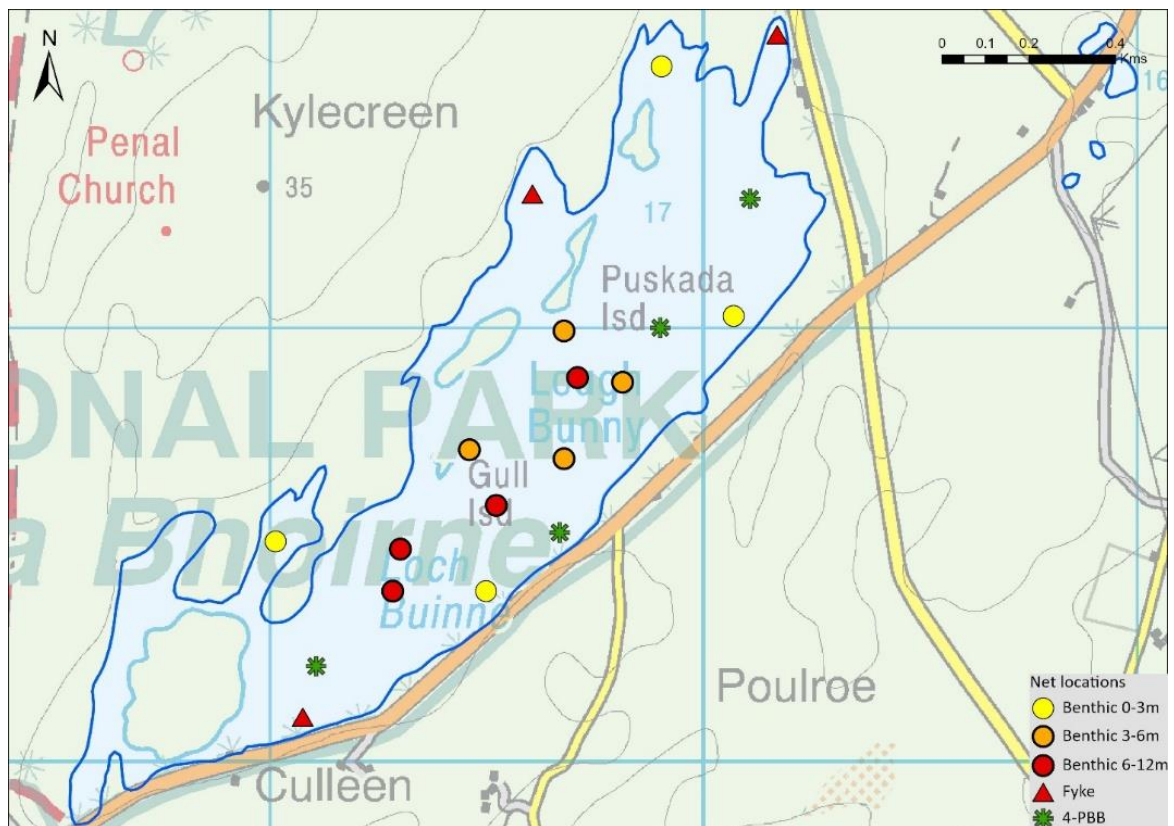 N
0 0.1 0.2 0.4
Kms
Kylecreen
16
Penal
Church
35
17
Puskada
Isd
ONAL PARK
Lough
Bunny
Gull
Isd
a Bhoirne
Loch
Buinne
Poulroe
Culleen
Net locations
Benthic 0-3m
Benthic 3-6m
Benthic 6-12m
Fyke
4-PBB